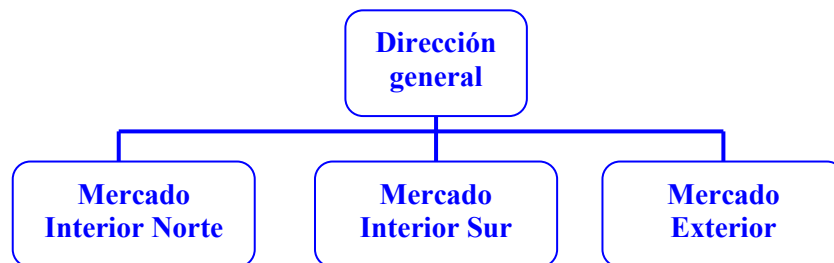 Dirección
general
Mercado
Interior Norte
Mercado
Interior Sur
Mercado
Exterior